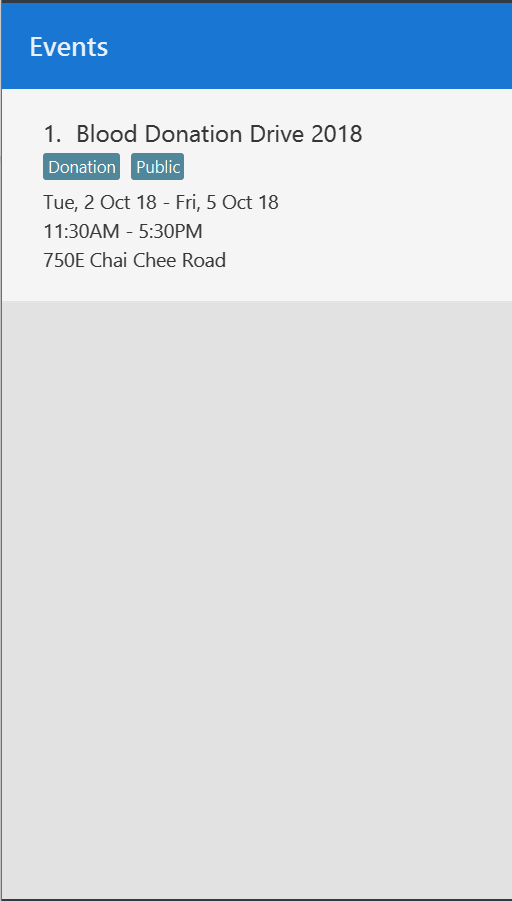 Events
1. Blood Donation Drive 2018
Donation Public
Tue, 2 Oct 18 - Fri, 5 Oct 18
11:30AM - 5:30PM
750E Chai Chee Road